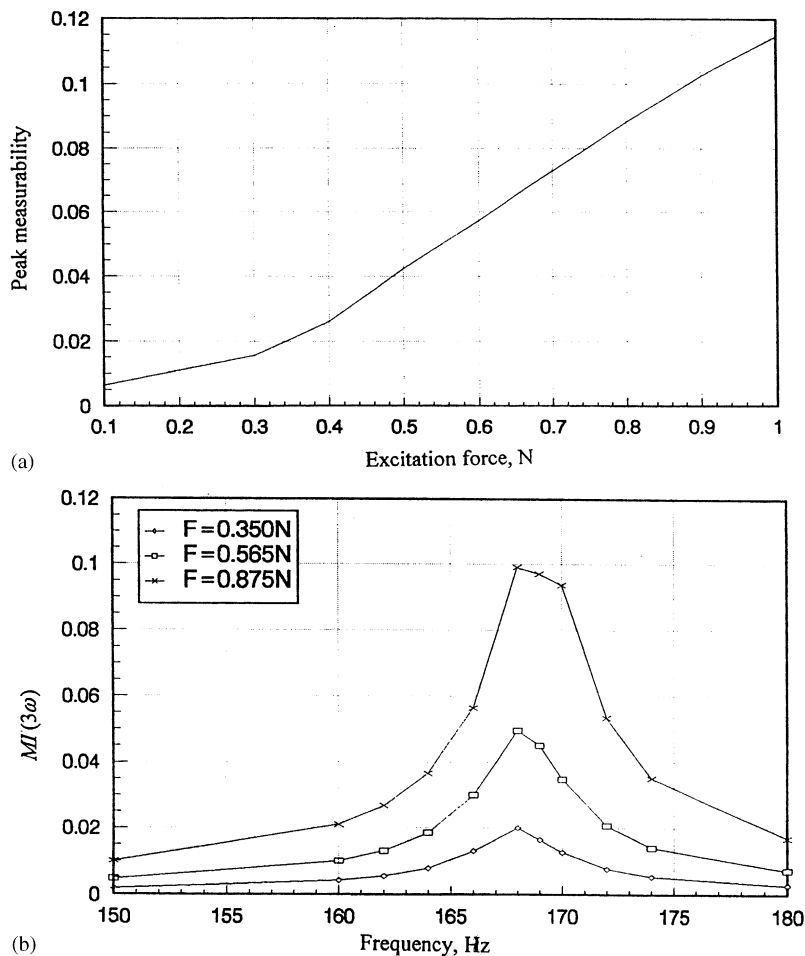 0.12
0.1
0.08
0.06
0.04
0.02
0
Peak measurability
0.1 0.2 0.3 0.4 0.5 0.6 0.7 0.8 0.9 1
Excitation force, N
(a)
0.12
0.1
0.08
0.06
0.04
0.02
0
MI(3ω)
F=0.350N
F=0.565N
F=0.875N
150 155 160 165 170 175 180
Frequency, Hz
(b)